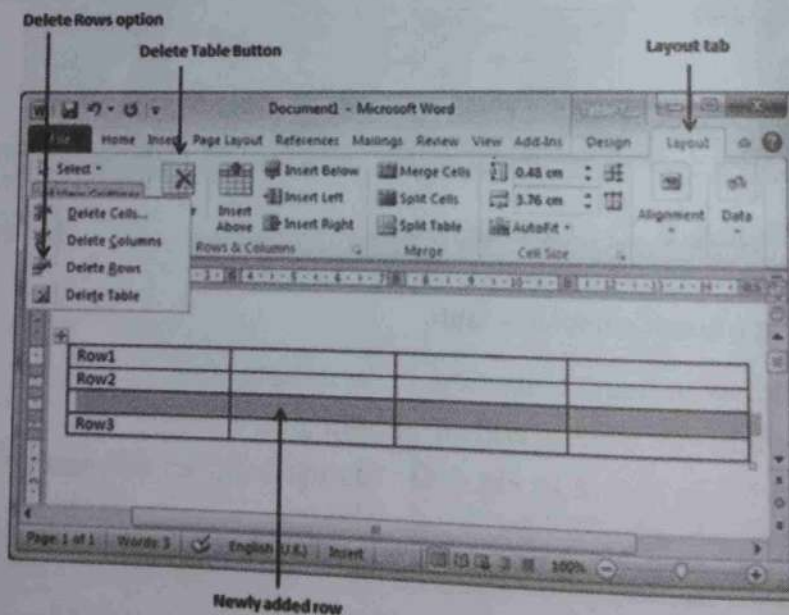 Delete Rows option
Delete Table Button
Layout tab
Document1 - Microsoft Word
File Home Insert Page Layout References Mailings Review View Add-Ins Design Layout
Select
Delete Cells...
Delete Columns
Delete Rows
Delete Table
Insert Above
Insert Below
Insert Left
Insert Right
Rows & Columns
Merge Cells
Split Cells
Split Table
Merge
0.48 cm
3.76 cm
AutoFit
Cell Size
Alignment
Data
Row1
Row2
Row3
Page: 1 of 1 Words: 3 English (U.K.) Insert 100%
Newly added row